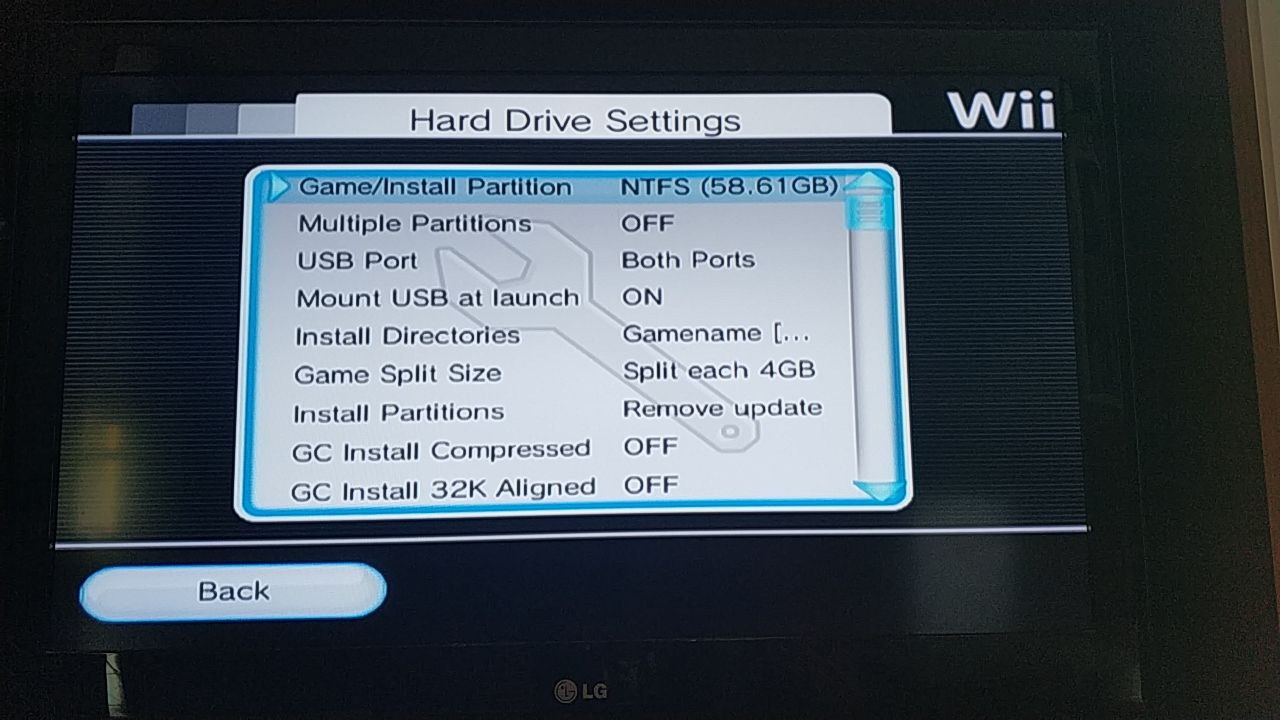 Hard Drive Settings
Wii
Game/Install Partition NTFS (58.61GB)
Multiple Partitions OFF
USB Port Both Ports
Mount USB at launch ON
Install Directories Gamename [...
Game Split Size Split each 4GB
Install Partitions Remove update
GC Install Compressed OFF
GC Install 32K Aligned OFF
Back
LG